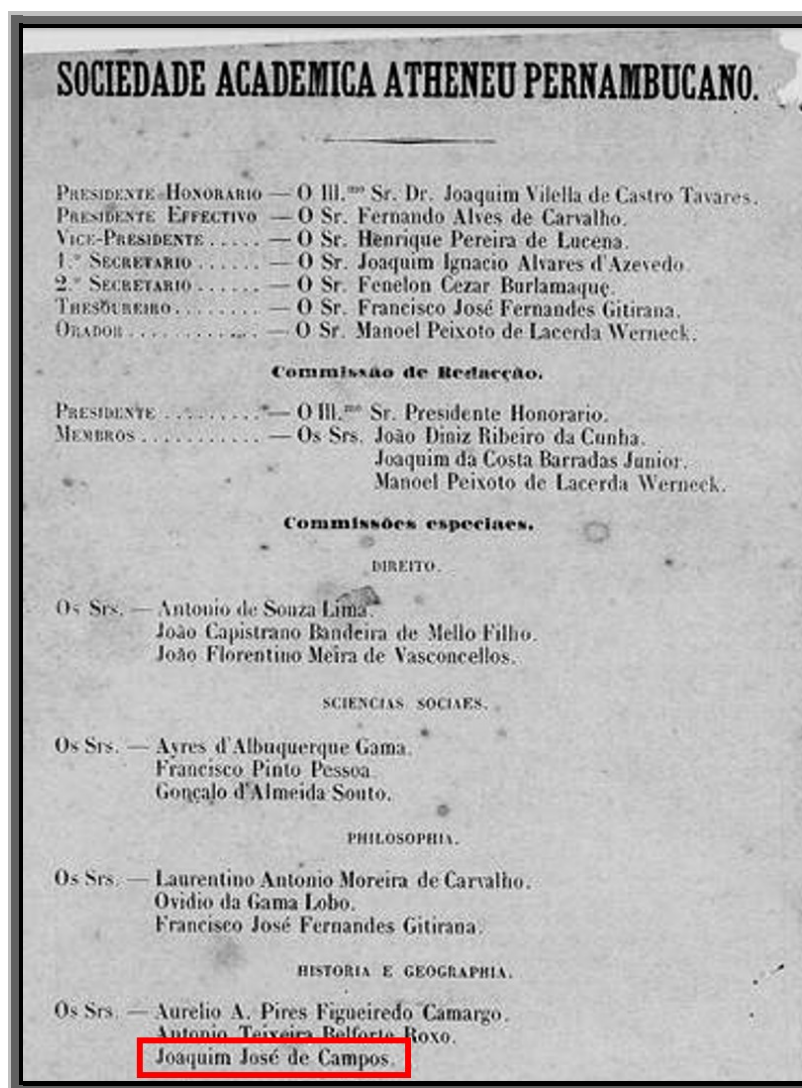 SOCIEDADE ACADEMICA ATHENEU PERNAMBUCANO.
PRESIDENTE HONORARIO — O Ill.mo Sr. Dr. Joaquim Vilella de Castro Tavares.
PRESIDENTE EFFECTIVO — O Sr. Fernando Alves de Carvalho.
VICE-PRESIDENTE ..... — O Sr. Henrique Pereira de Lucena.
1.º SECRETARIO ...... — O Sr. Joaquim Ignacio Alvares d'Azevedo.
2.º SECRETARIO ...... — O Sr. Fenelon Cezar Burlamaque.
THESOUREIRO ........ — O Sr. Francisco José Fernandes Gitirana.
ORADOR ............. — O Sr. Manoel Peixoto de Lacerda Werneck.
Commissão de Redacção.
PRESIDENTE ......... — O Ill.mo Sr. Presidente Honorario.
MEMBROS ........... — Os Srs. João Diniz Ribeiro da Cunha.
Joaquim da Costa Barradas Junior.
Manoel Peixoto de Lacerda Werneck.
Commissões especiaes.
DIREITO.
Os Srs. — Antonio de Souza Lima.
João Capistrano Bandeira de Mello Filho.
João Florentino Meira de Vasconcellos.
SCIENCIAS SOCIAES.
Os Srs. — Ayres d'Albuquerque Gama.
Francisco Pinto Pessoa.
Gonçalo d'Almeida Souto.
PHILOSOPHIA.
Os Srs. — Laurentino Antonio Moreira de Carvalho.
Ovidio da Gama Lobo.
Francisco José Fernandes Gitirana.
HISTORIA E GEOGRAPHIA.
Os Srs. — Aurelio A. Pires Figueiredo Camargo.
Antonio Teixeira Belforte Roxo.
Joaquim José de Campos.